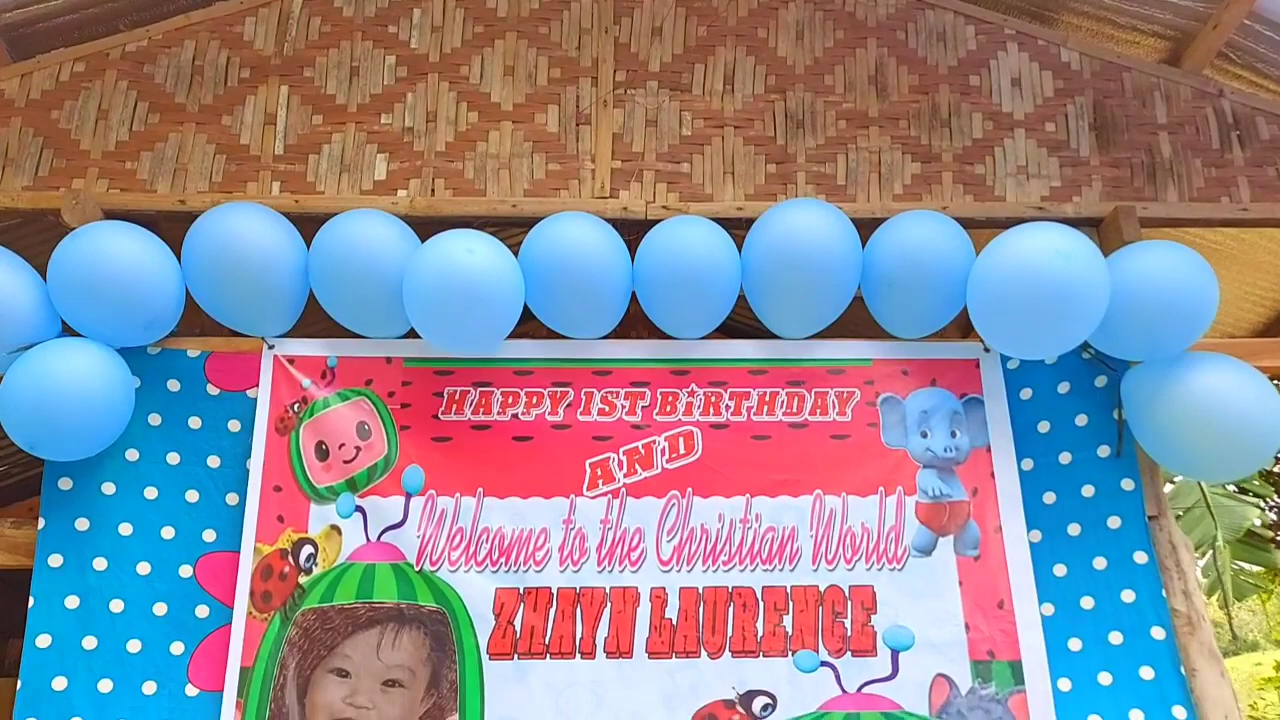 HAPPY 1ST BIRTHDAY
AND
Welcome to the Christian World
ZHAYN LAURENCE